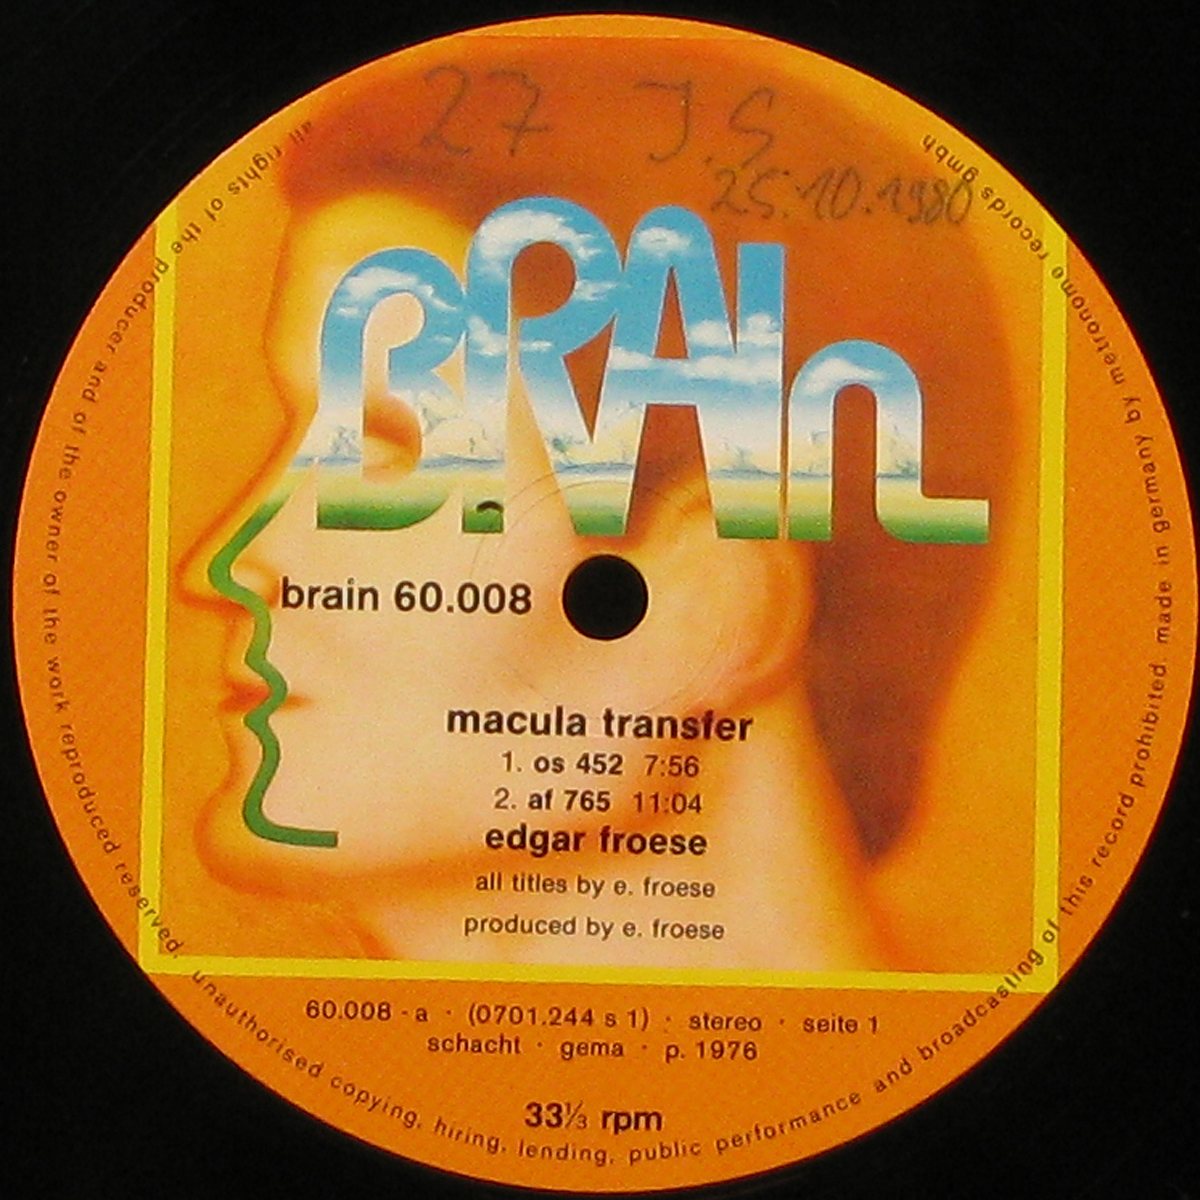 27 J.S
25.10.1980
BRAIn
brain 60.008
macula transfer
1. os 452 7:56
2. af 765 11:04
edgar froese
all titles by e. froese
produced by e. froese
60.008 - a · (0701.244 s 1) · stereo · seite 1
schacht · gema · p. 1976
33⅓ rpm
all rights of the producer and of the owner of the work reproduced reserved. unauthorised copying, hiring, lending, public performance and broadcasting of this record prohibited. made in germany by metronome records gmbh